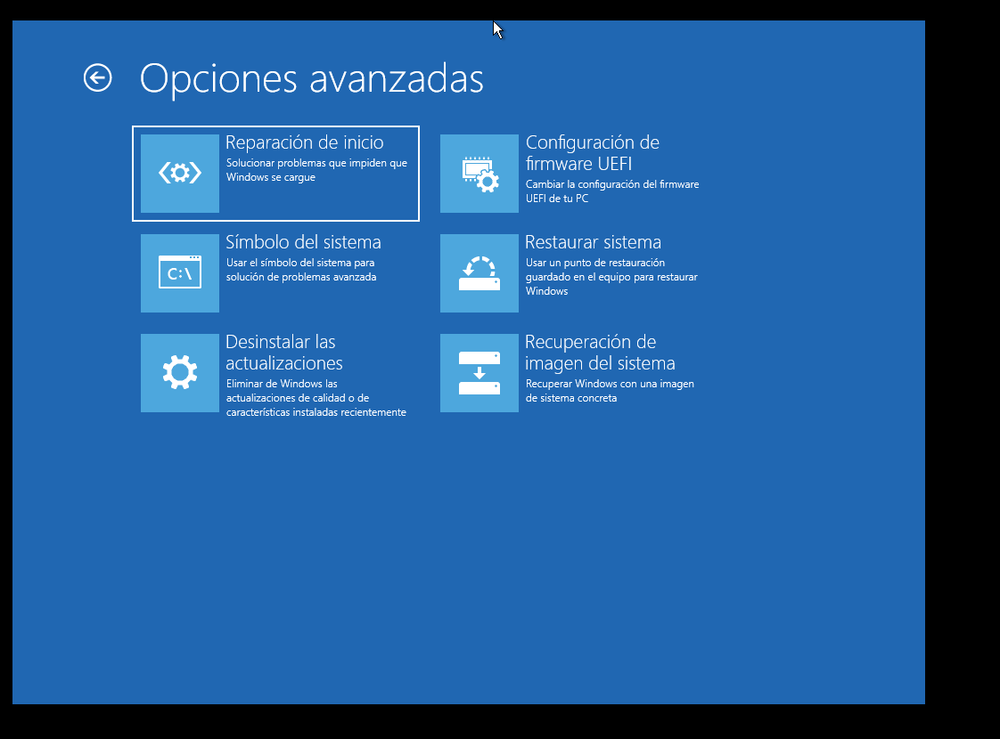 Opciones avanzadas
Reparación de inicio
Solucionar problemas que impiden que
Windows se cargue
Símbolo del sistema
C:\
Usar el símbolo del sistema para
solución de problemas avanzada
Desinstalar las
actualizaciones
Eliminar de Windows las
actualizaciones de calidad o de
características instaladas recientemente
Configuración de
firmware UEFI
Cambiar la configuración del firmware
UEFI de tu PC
Restaurar sistema
Usar un punto de restauración
guardado en el equipo para restaurar
Windows
Recuperación de
imagen del sistema
Recuperar Windows con una imagen
de sistema concreta